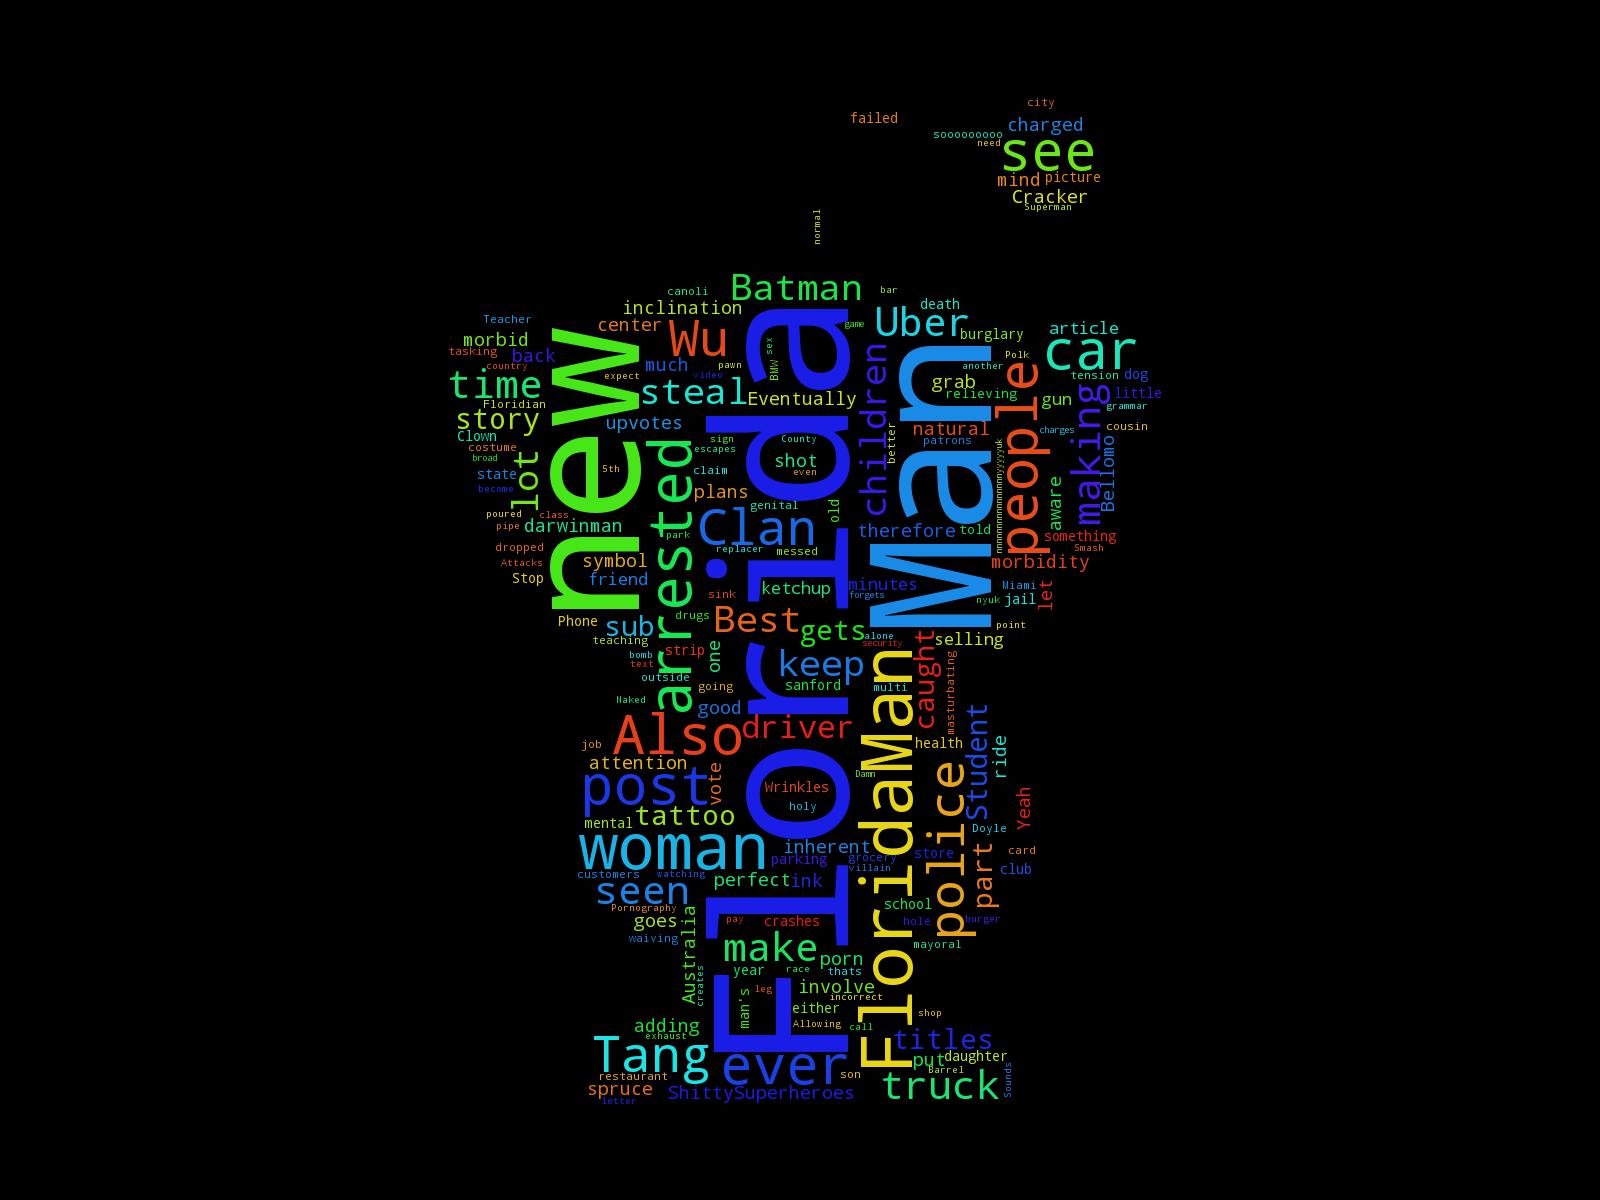 city
failed
charged
sooooooooo
need
see
mind
picture
Cracker
Superman
normal
Batman
canoli
bar
inclination
death
Teacher
center
Wu
Uber
game
burglary
article
morbid
tasking
back
country
much
pawn
video
BMW
sex
Polk
car
another
tension
dog
time
expect
steal
Eventually
children
grab
relieving
gun
little
Floridian
grammar
story
upvotes
new
Florida
Man
people
making
natural
patrons
charges
cousin
Clown
costume
broad
state
become
lot
5th
sign
escapes
County
shot
even
better
claim
plans
arrested
genital
old
aware
Bellomo
poured
class
pipe
darwinman
park
Clan
therefore
told
something
Smash
dropped
Attacks
Stop
symbol
friend
replacer
messed
morbidity
ketchup
minutes
forgets
sink
Miami
nyuk
jail
let
Phone
sub
drugs
Best
gets
alone
security
selling
point
teaching
bomb
text
strip
one
keep
caught
masturbating
outside
going
sanford
multi
Naked
good
driver
Student
job
Also
attention
health
ride
post
vote
Damn
Wrinkles
holy
FloridaMan
police
Yeah
mental
tattoo
Doyle
woman
inherent
parking
grocery
villain
store
part
card
club
customers
watching
seen
perfect
ink
Pornography
goes
pay
crashes
school
hole
burger
waiving
Australia
creates
make
porn
mayoral
year
race
thats
man's
leg
involve
incorrect
either
Allowing
call
shop
adding
exhaust
Tang
ever
son
titles
put
daughter
Barrel
restaurant
spruce
letter
ShittySuperheroes
truck
Sounds